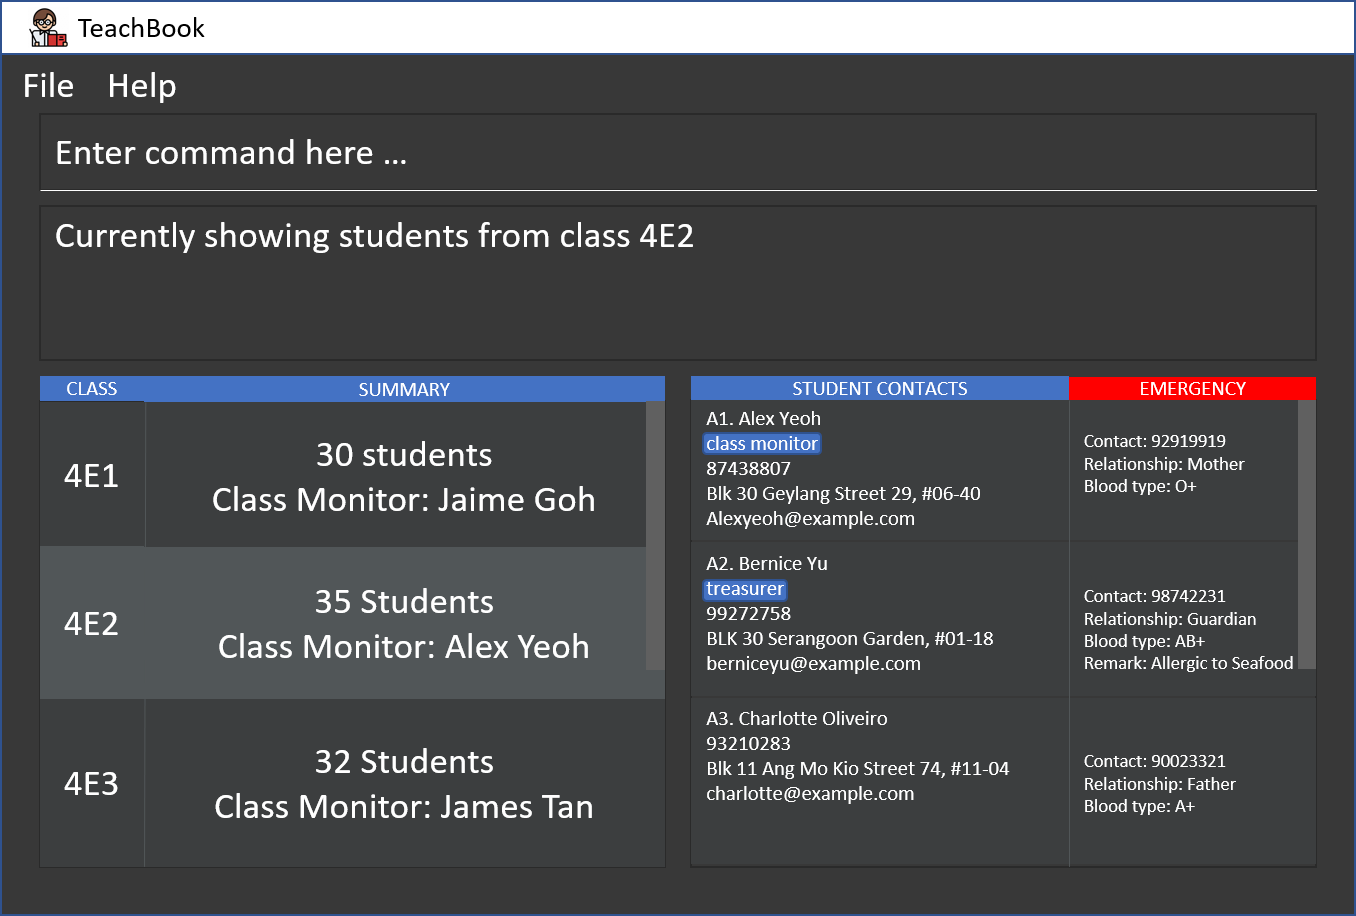 TeachBook
File Help
Enter command here ...
Currently showing students from class 4E2
CLASS SUMMARY
4E1
30 students
Class Monitor: Jaime Goh
4E2
35 Students
Class Monitor: Alex Yeoh
4E3
32 Students
Class Monitor: James Tan
STUDENT CONTACTS EMERGENCY
A1. Alex Yeoh
class monitor
87438807
Blk 30 Geylang Street 29, #06-40
Alexyeoh@example.com
Contact: 92919919
Relationship: Mother
Blood type: O+
A2. Bernice Yu
treasurer
99272758
BLK 30 Serangoon Garden, #01-18
berniceyu@example.com
Contact: 98742231
Relationship: Guardian
Blood type: AB+
Remark: Allergic to Seafood
A3. Charlotte Oliveiro
93210283
Blk 11 Ang Mo Kio Street 74, #11-04
charlotte@example.com
Contact: 90023321
Relationship: Father
Blood type: A+